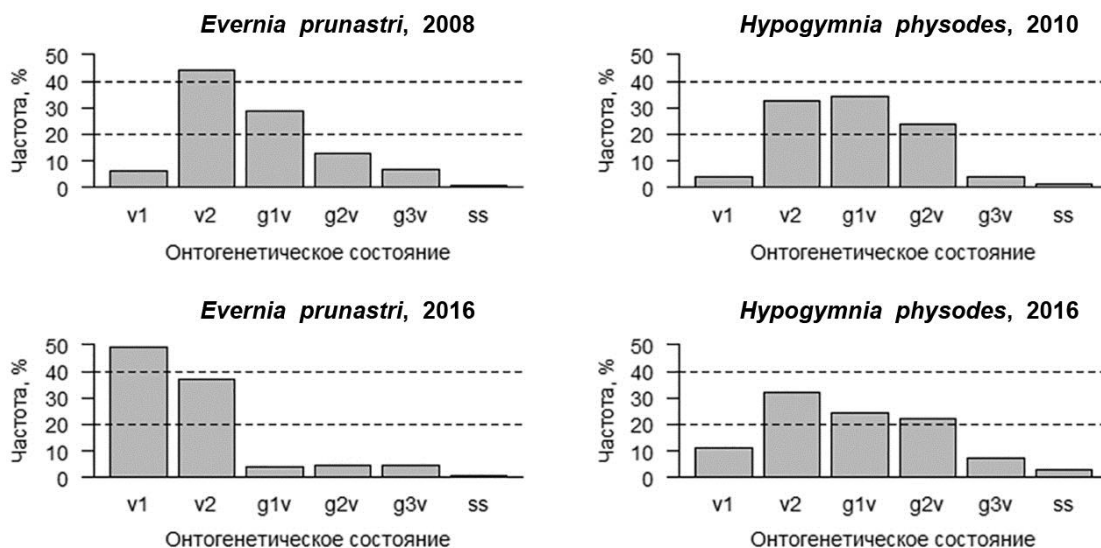 Evernia prunastri, 2008
Частота, %
50
40
30
20
10
0
v1 v2 g1v g2v g3v ss
Онтогенетическое состояние
Hypogymnia physodes, 2010
Частота, %
50
40
30
20
10
0
v1 v2 g1v g2v g3v ss
Онтогенетическое состояние
Evernia prunastri, 2016
Частота, %
50
40
30
20
10
0
v1 v2 g1v g2v g3v ss
Онтогенетическое состояние
Hypogymnia physodes, 2016
Частота, %
50
40
30
20
10
0
v1 v2 g1v g2v g3v ss
Онтогенетическое состояние